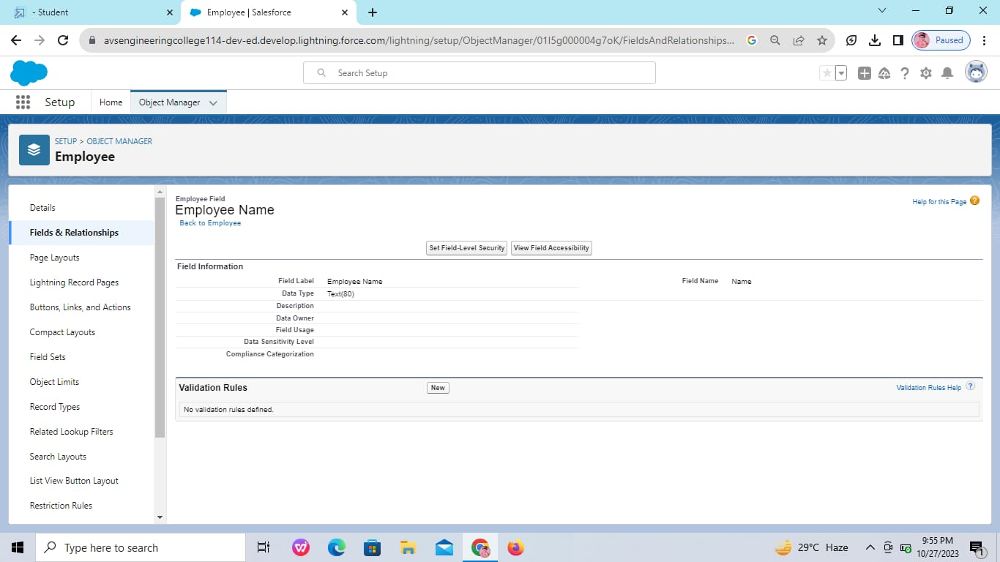 - Student
Employee | Salesforce
avsengineeringcollege114-dev-ed.develop.lightning.force.com/lightning/setup/ObjectManager/01I5g000004g7oK/FieldsAndRelationships...
Paused
Search Setup
Setup
Home
Object Manager
SETUP > OBJECT MANAGER
Employee
Details
Fields & Relationships
Page Layouts
Lightning Record Pages
Buttons, Links, and Actions
Compact Layouts
Field Sets
Object Limits
Record Types
Related Lookup Filters
Search Layouts
List View Button Layout
Restriction Rules
Employee Field
Employee Name
Back to Employee
Help for this Page
Set Field-Level Security View Field Accessibility
Field Information
Field Label Employee Name Field Name Name
Data Type Text(80)
Description
Data Owner
Field Usage
Data Sensitivity Level
Compliance Categorization
Validation Rules New Validation Rules Help ?
No validation rules defined.
Type here to search
29°C Haze
9:55 PM
10/27/2023
1